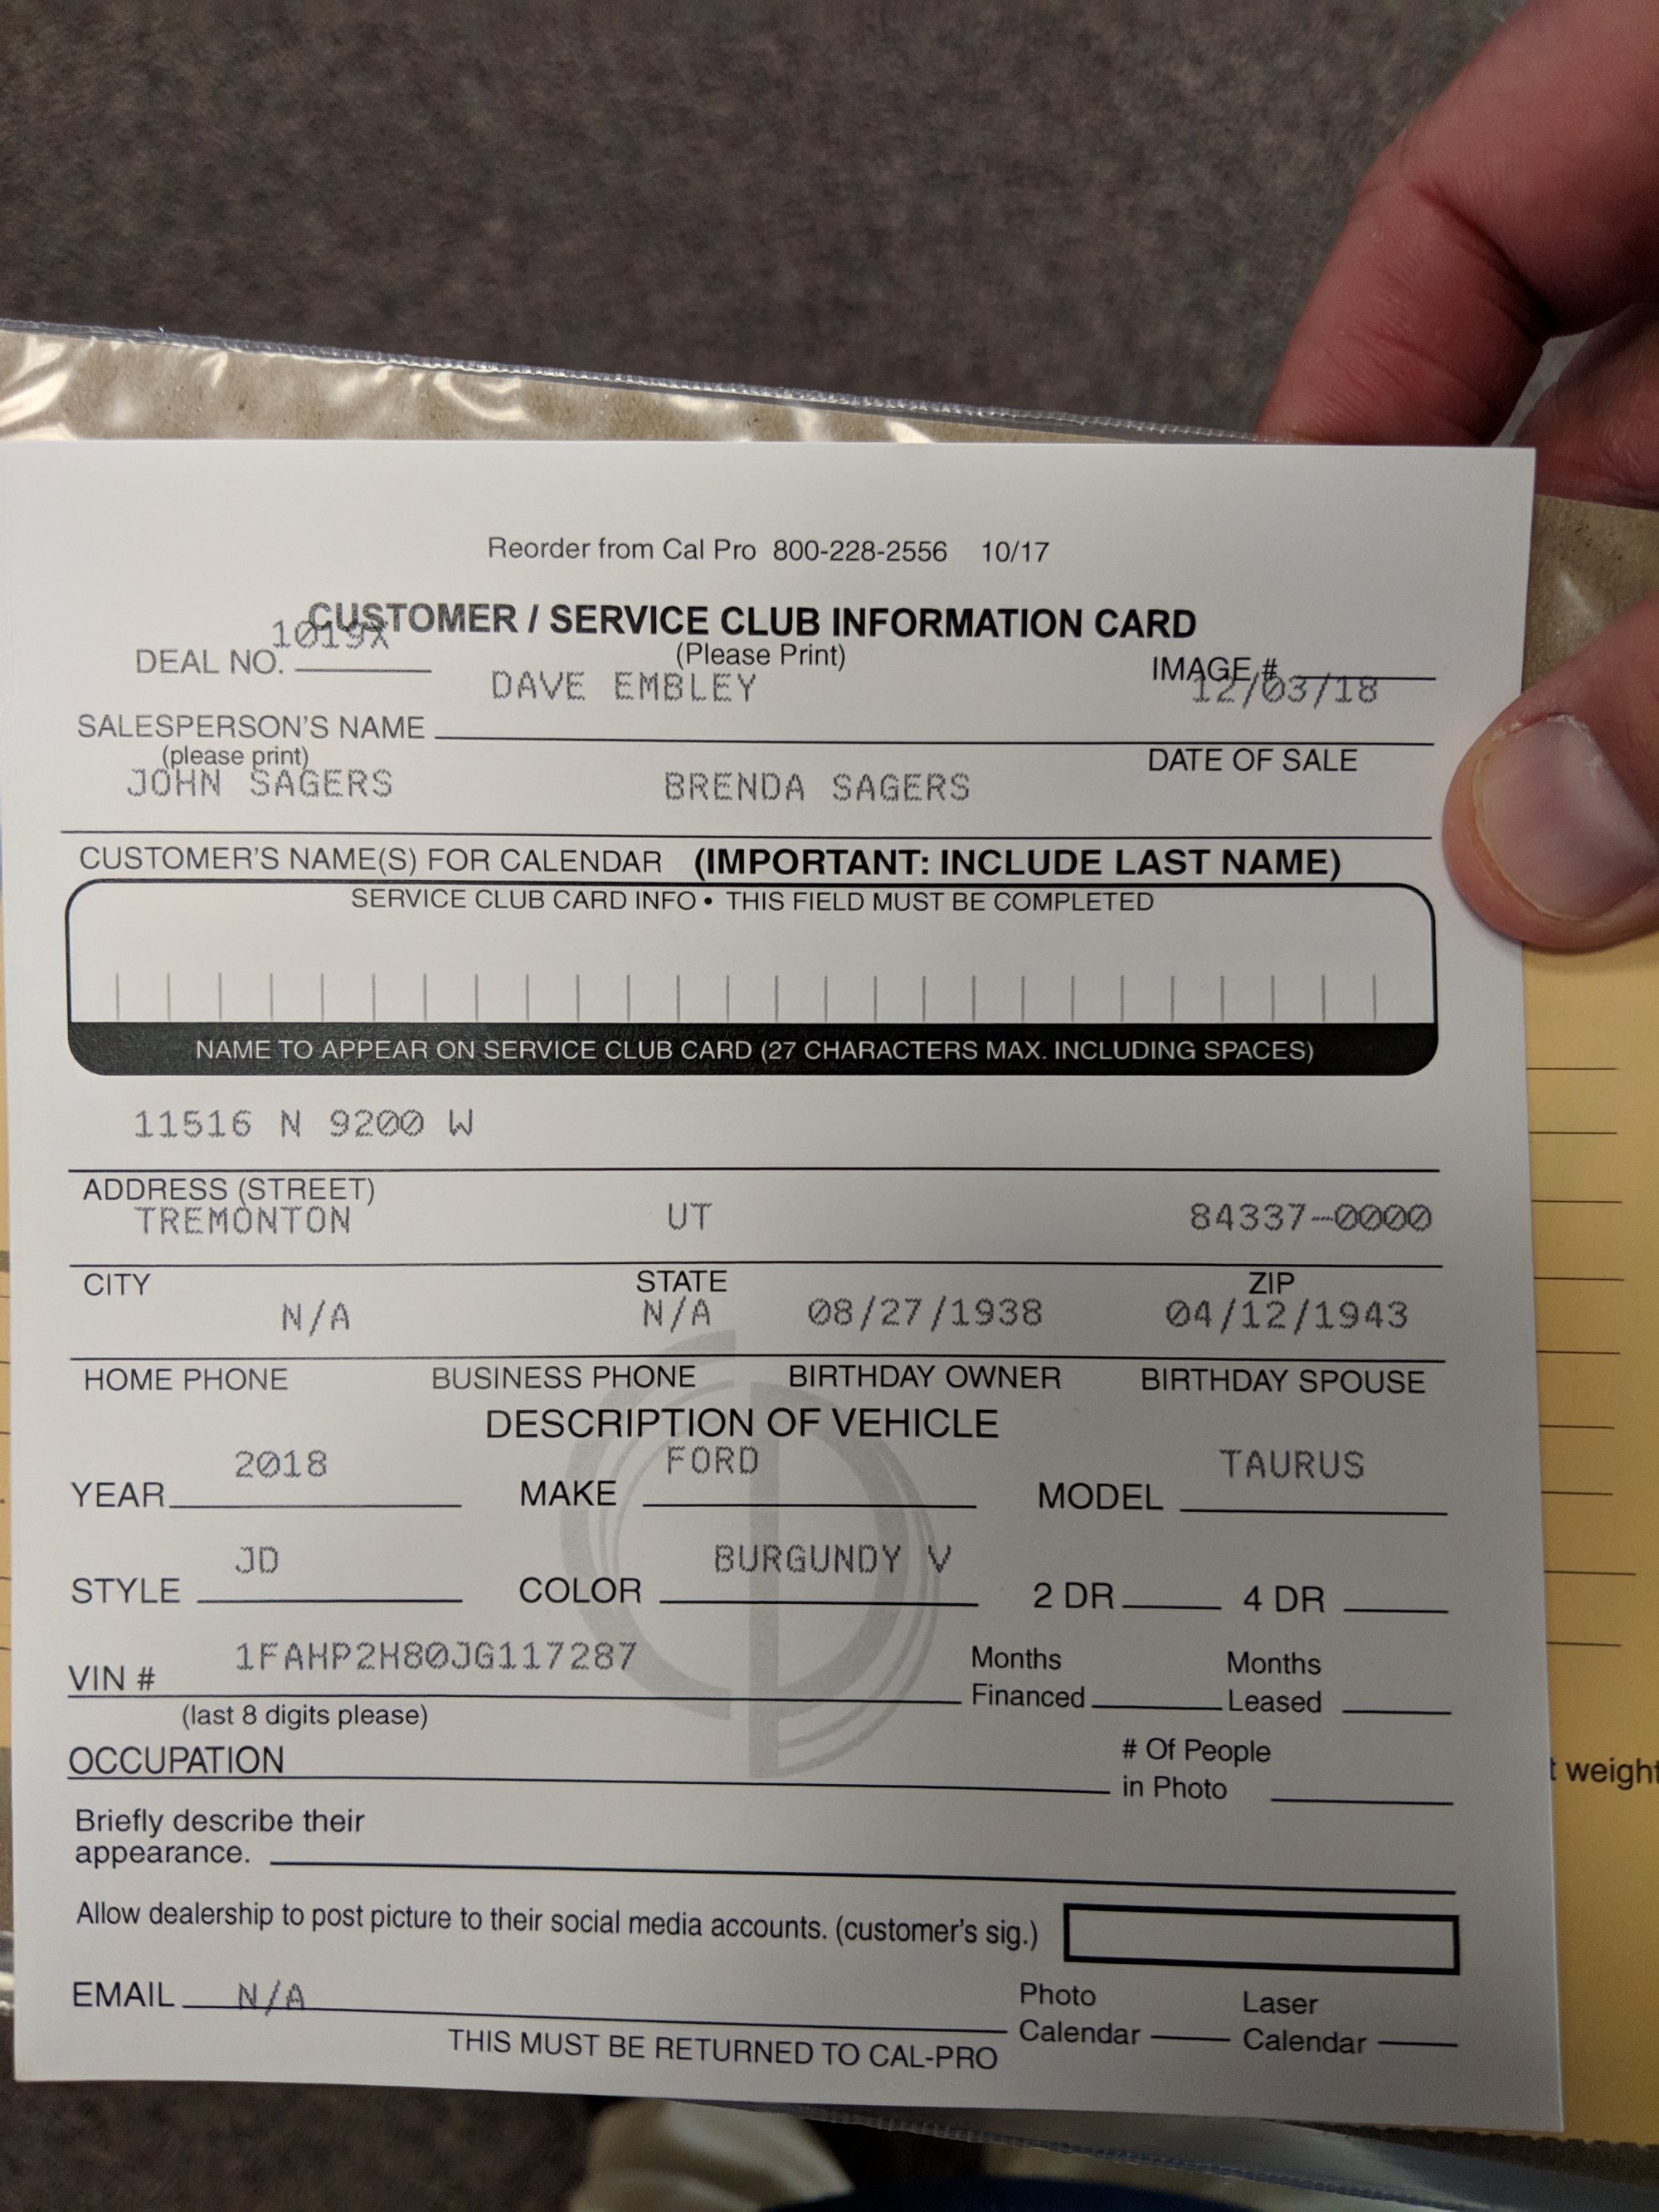 Reorder from Cal Pro 800-228-2556 10/17
CUSTOMER / SERVICE CLUB INFORMATION CARD
1019X
DEAL NO.
(Please Print)
IMAGE #
DAVE EMBLEY
12/03/18
SALESPERSON'S NAME
(please print)
DATE OF SALE
JOHN SAGERS BRENDA SAGERS
CUSTOMER'S NAME(S) FOR CALENDAR (IMPORTANT: INCLUDE LAST NAME)
SERVICE CLUB CARD INFO • THIS FIELD MUST BE COMPLETED
NAME TO APPEAR ON SERVICE CLUB CARD (27 CHARACTERS MAX. INCLUDING SPACES)
11516 N 9200 W
ADDRESS (STREET)
TREMONTON UT 84337-0000
CITY STATE ZIP
N/A N/A 08/27/1938 04/12/1943
HOME PHONE BUSINESS PHONE BIRTHDAY OWNER BIRTHDAY SPOUSE
DESCRIPTION OF VEHICLE
2018 FORD TAURUS
YEAR MAKE MODEL
JD BURGUNDY V
STYLE COLOR 2 DR 4 DR
1FAHP2H80JG117287
VIN # Months Financed Months Leased
(last 8 digits please)
OCCUPATION # Of People in Photo
Briefly describe their
appearance.
Allow dealership to post picture to their social media accounts. (customer's sig.)
EMAIL N/A Photo Calendar Laser Calendar
THIS MUST BE RETURNED TO CAL-PRO
t weight